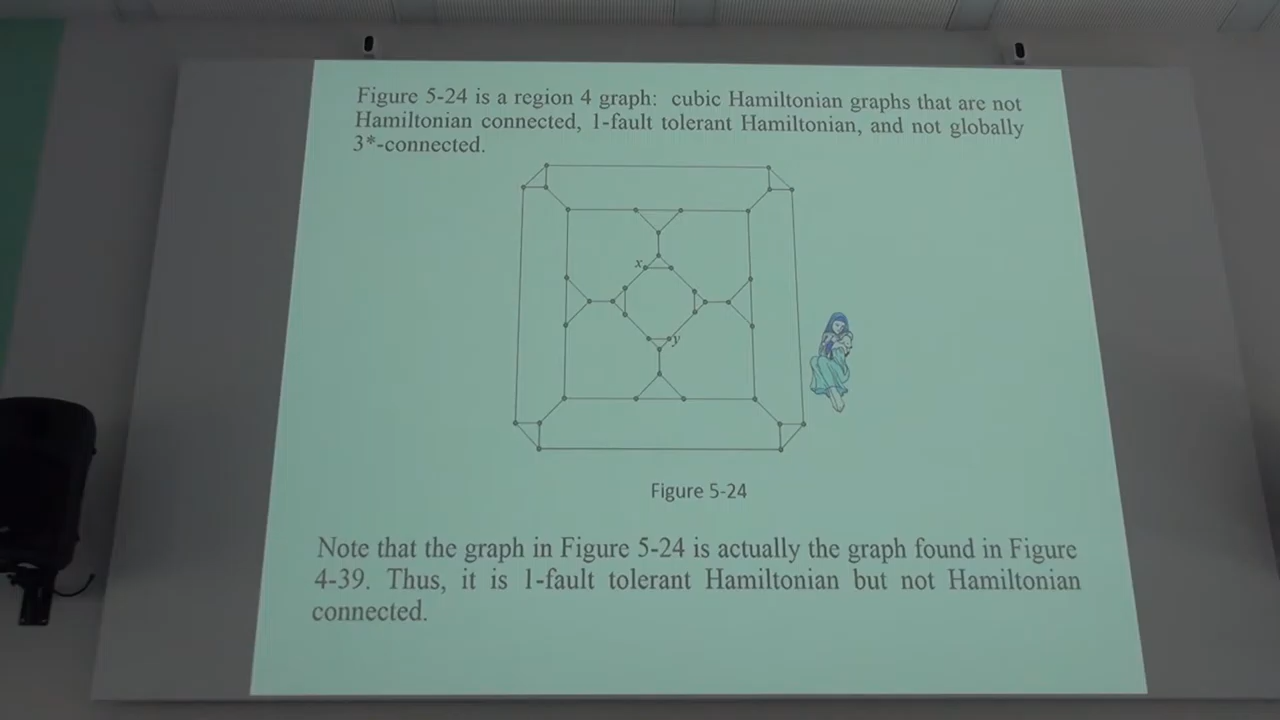 Figure 5-24 is a region 4 graph: cubic Hamiltonian graphs that are not
Hamiltonian connected, 1-fault tolerant Hamiltonian, and not globally
3*-connected.
x
y
Figure 5-24
Note that the graph in Figure 5-24 is actually the graph found in Figure
4-39. Thus, it is 1-fault tolerant Hamiltonian but not Hamiltonian
connected.